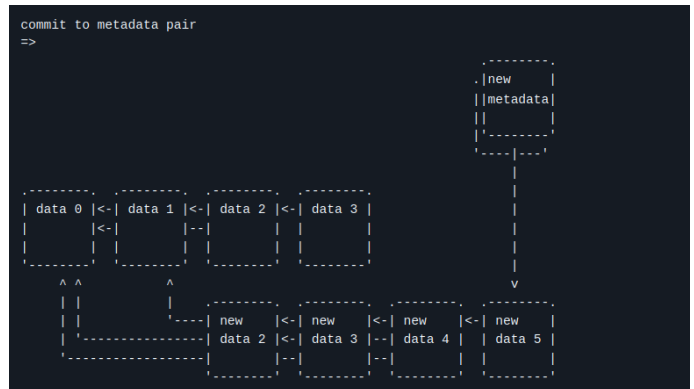 commit to metadata pair
=>
new
metadata
data 0 data 1 data 2 data 3
new new new new
data 2 data 3 data 4 data 5